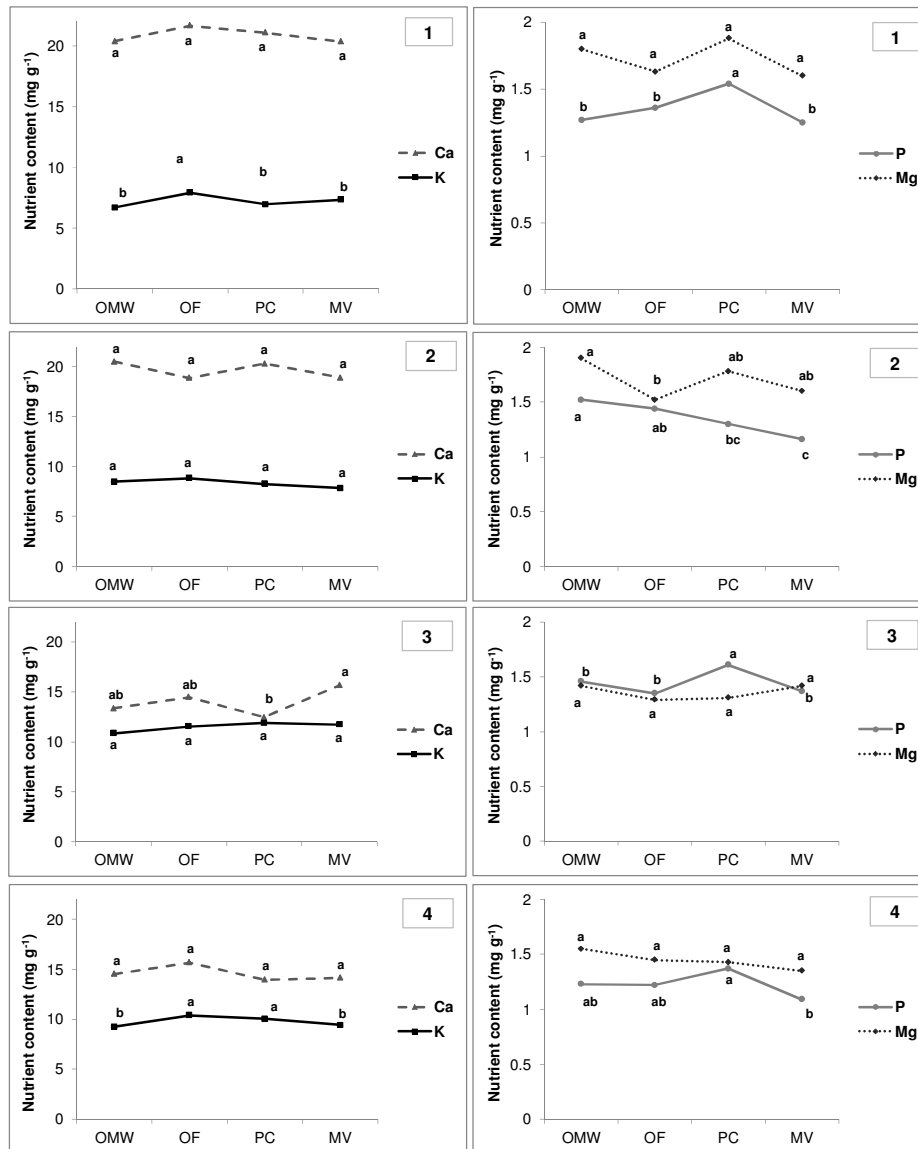 1
Nutrient content (mg g-1)
20
15
10
5
0
a a a a
b a b b
Ca
K
OMW OF PC MV
1
Nutrient content (mg g-1)
2
1.5
1
0.5
0
a a a a
b b a b
P
Mg
OMW OF PC MV
2
Nutrient content (mg g-1)
20
15
10
5
0
a a a a
a a a a
Ca
K
OMW OF PC MV
2
Nutrient content (mg g-1)
2
1.5
1
0.5
0
a b ab ab
a ab bc c
P
Mg
OMW OF PC MV
3
Nutrient content (mg g-1)
20
15
10
5
0
ab ab b a
a a a a
Ca
K
OMW OF PC MV
3
Nutrient content (mg g-1)
2
1.5
1
0.5
0
b b a a
a a a b
P
Mg
OMW OF PC MV
4
Nutrient content (mg g-1)
20
15
10
5
0
a a a a
b a a b
Ca
K
OMW OF PC MV
4
Nutrient content (mg g-1)
2
1.5
1
0.5
0
a a a a
ab ab a b
P
Mg
OMW OF PC MV